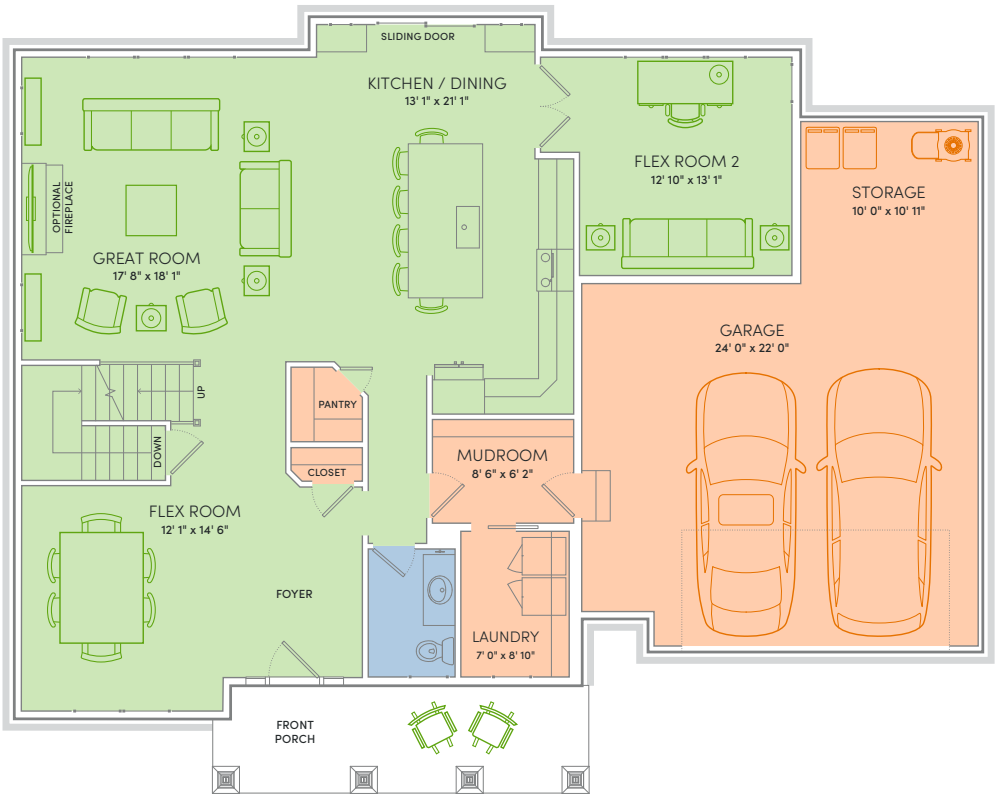 SLIDING DOOR
KITCHEN / DINING
13' 1" x 21' 1"
FLEX ROOM 2
12' 10" x 13' 1"
STORAGE
10' 0" x 10' 11"
OPTIONAL
FIREPLACE
GREAT ROOM
17' 8" x 18' 1"
GARAGE
24' 0" x 22' 0"
UP
PANTRY
DOWN
CLOSET
MUDROOM
8' 6" x 6' 2"
FLEX ROOM
12' 1" x 14' 6"
FOYER
LAUNDRY
7' 0" x 8' 10"
FRONT
PORCH